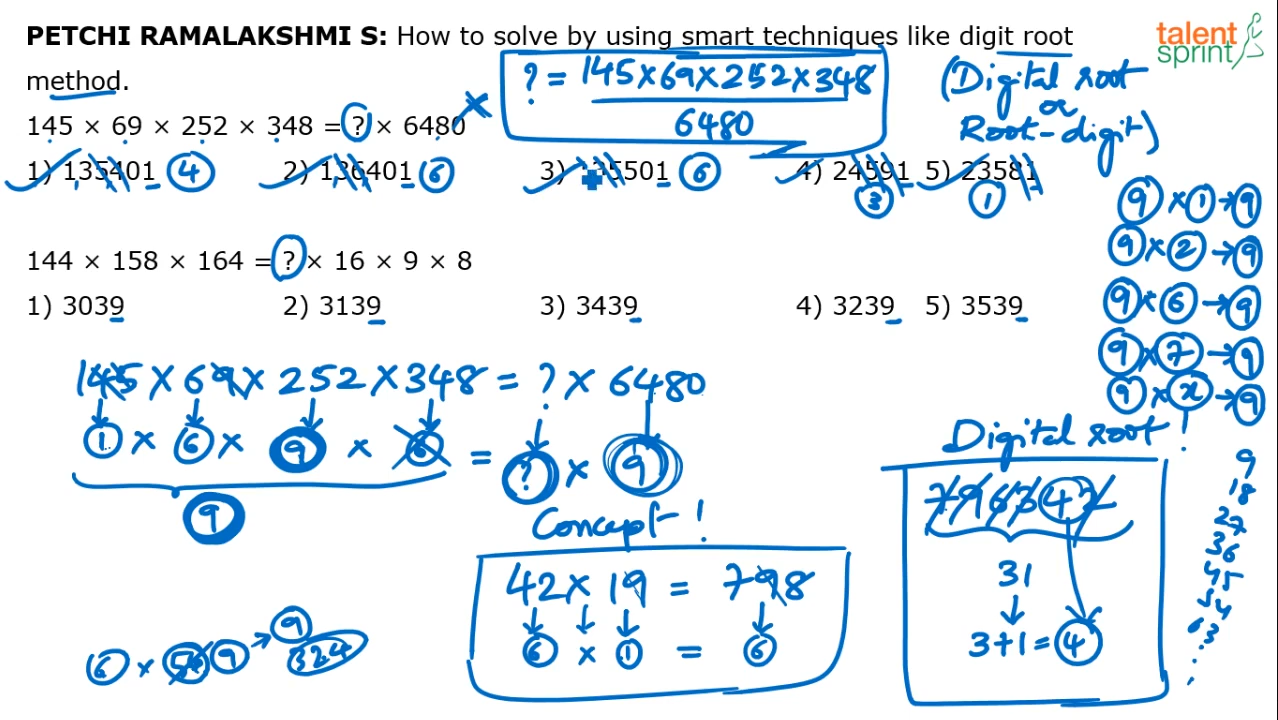 PETCHI RAMALAKSHMI S: How to solve by using smart techniques like digit root
method.
talent
sprint
? = 145×69×252×348
6480
(Digital root
or
Root-digit)
145 × 69 × 252 × 348 = ? × 6480
1) 135401 4 2) 136401 6 3) 135501 6 4) 24591 3 5) 23581 1
9 × 1 → 9
9 × 2 → 9
9 × 6 → 9
9 × 7 → 9
9 × x → 9
144 × 158 × 164 = ? × 16 × 9 × 8
1) 3039 2) 3139 3) 3439 4) 3239 5) 3539
145 × 69 × 252 × 348 = ? × 6480
1 × 6 × 9 × 6 = ? × 9
9
Concept - !
42 × 19 = 798
6 × 1 = 6
6 × 54 9 → 9
324
Digital root !
31
3+1 = 4
9
18
27
36
45
54
63